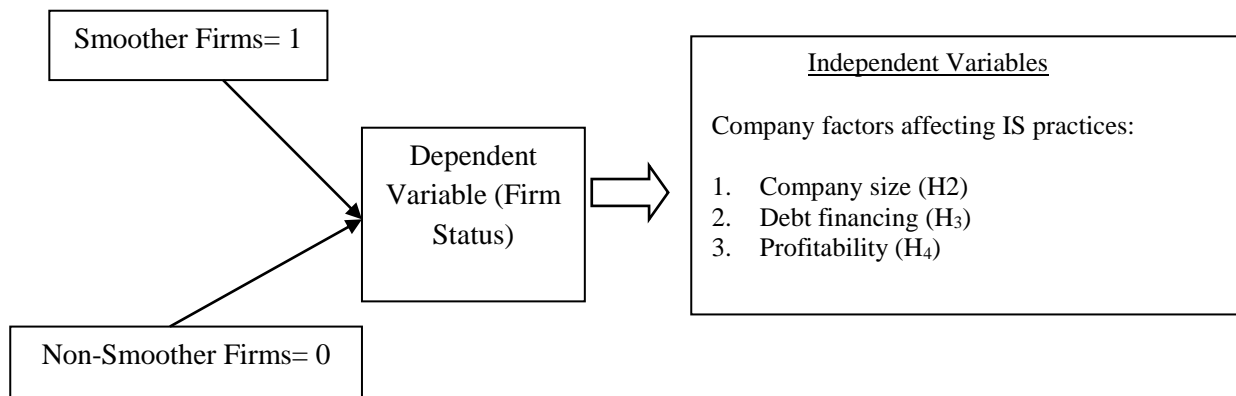 Smoother Firms= 1
Dependent
Variable (Firm
Status)
Non-Smoother Firms= 0
Independent Variables
Company factors affecting IS practices:
1. Company size (H2)
2. Debt financing (H₃)
3. Profitability (H₄)